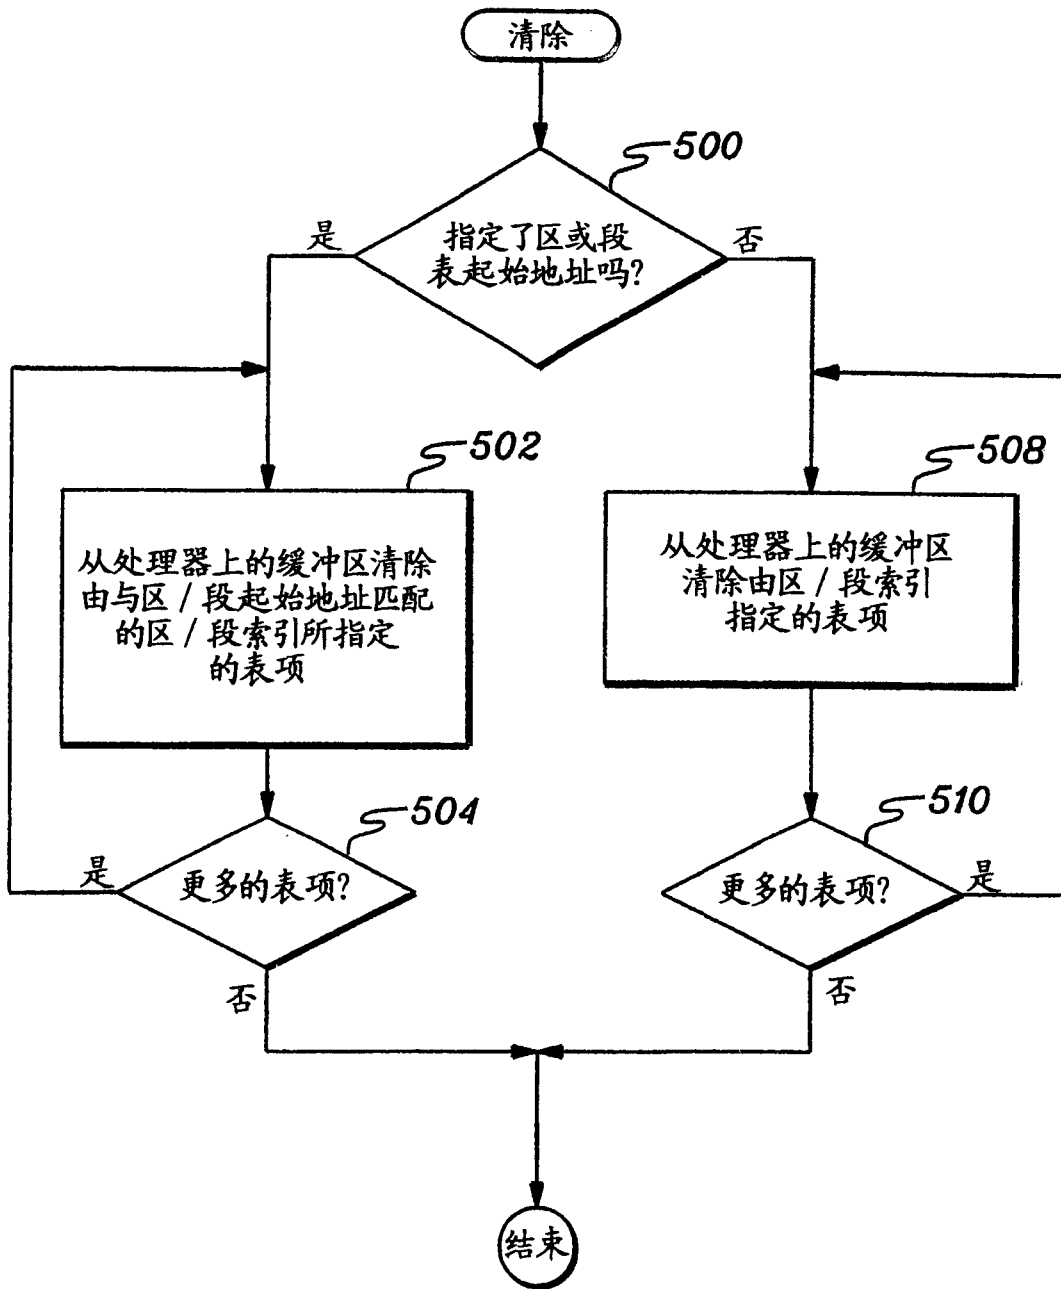 清除
500
指定了区或段
表起始地址吗?
是
否
502
从处理器上的缓冲区清除
由与区/段起始地址匹配
的区/段索引所指定
的表项
508
从处理器上的缓冲区
清除由区/段索引
指定的表项
504
更多的表项?
是
否
510
更多的表项?
是
否
结束